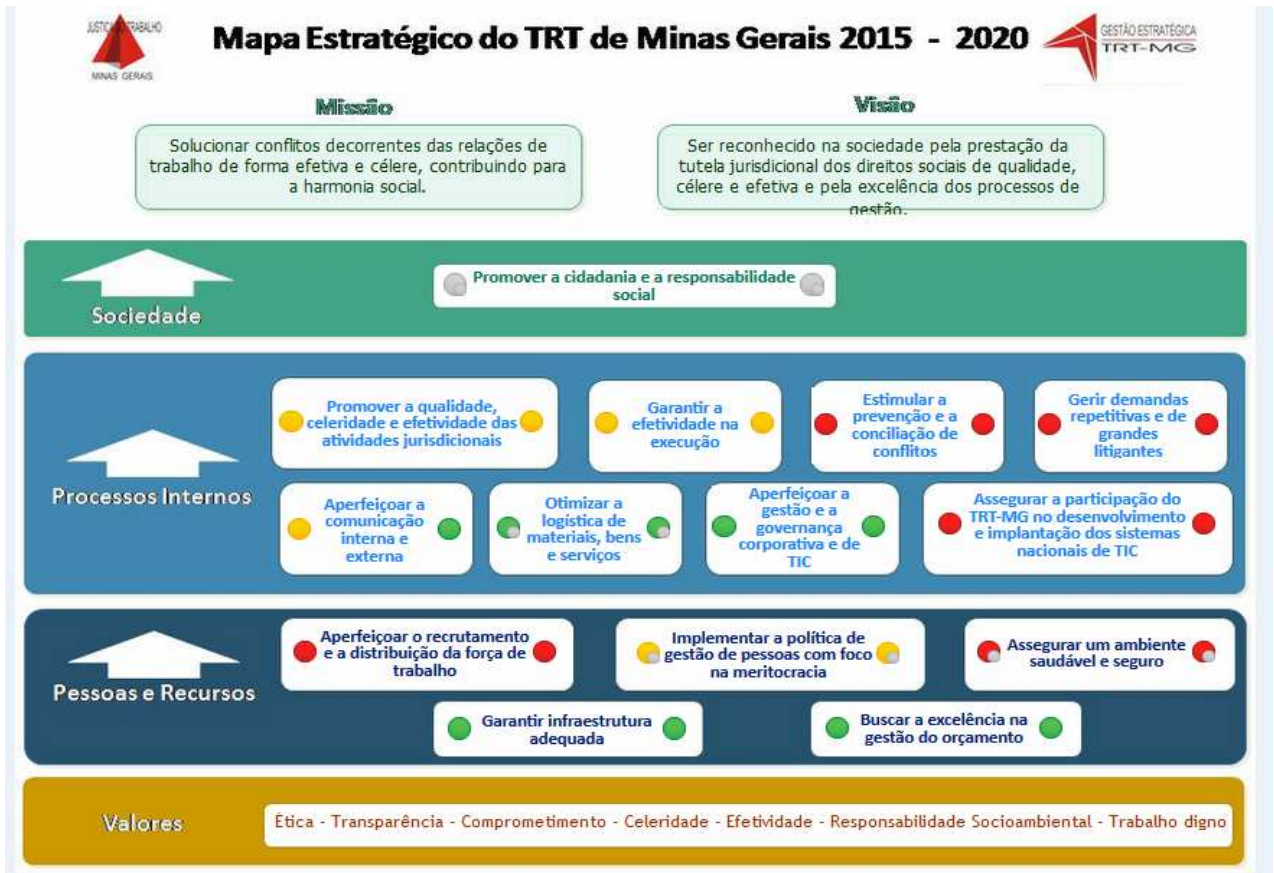 JUSTIÇA DO TRABALHO
MINAS GERAIS
Mapa Estratégico do TRT de Minas Gerais 2015 - 2020
GESTÃO ESTRATÉGICA
TRT-MG
Missão
Solucionar conflitos decorrentes das relações de
trabalho de forma efetiva e célere, contribuindo para
a harmonia social.
Visão
Ser reconhecido na sociedade pela prestação da
tutela jurisdicional dos direitos sociais de qualidade,
célere e efetiva e pela excelência dos processos de
gestão.
Sociedade
Promover a cidadania e a responsabilidade
social
Processos Internos
Promover a qualidade,
celeridade e efetividade das
atividades jurisdicionais
Garantir a
efetividade na
execução
Estimular a
prevenção e a
conciliação de
conflitos
Gerir demandas
repetitivas e de
grandes
litigantes
Aperfeiçoar a
comunicação
interna e
externa
Otimizar a
logística de
materiais, bens
e serviços
Aperfeiçoar a
gestão e a
governança
corporativa e de
TIC
Assegurar a participação do
TRT-MG no desenvolvimento
e implantação dos sistemas
nacionais de TIC
Pessoas e Recursos
Aperfeiçoar o recrutamento
e a distribuição da força de
trabalho
Implementar a política de
gestão de pessoas com foco
na meritocracia
Assegurar um ambiente
saudável e seguro
Garantir infraestrutura
adequada
Buscar a excelência na
gestão do orçamento
Valores
Ética - Transparência - Comprometimento - Celeridade - Efetividade - Responsabilidade Socioambiental - Trabalho digno